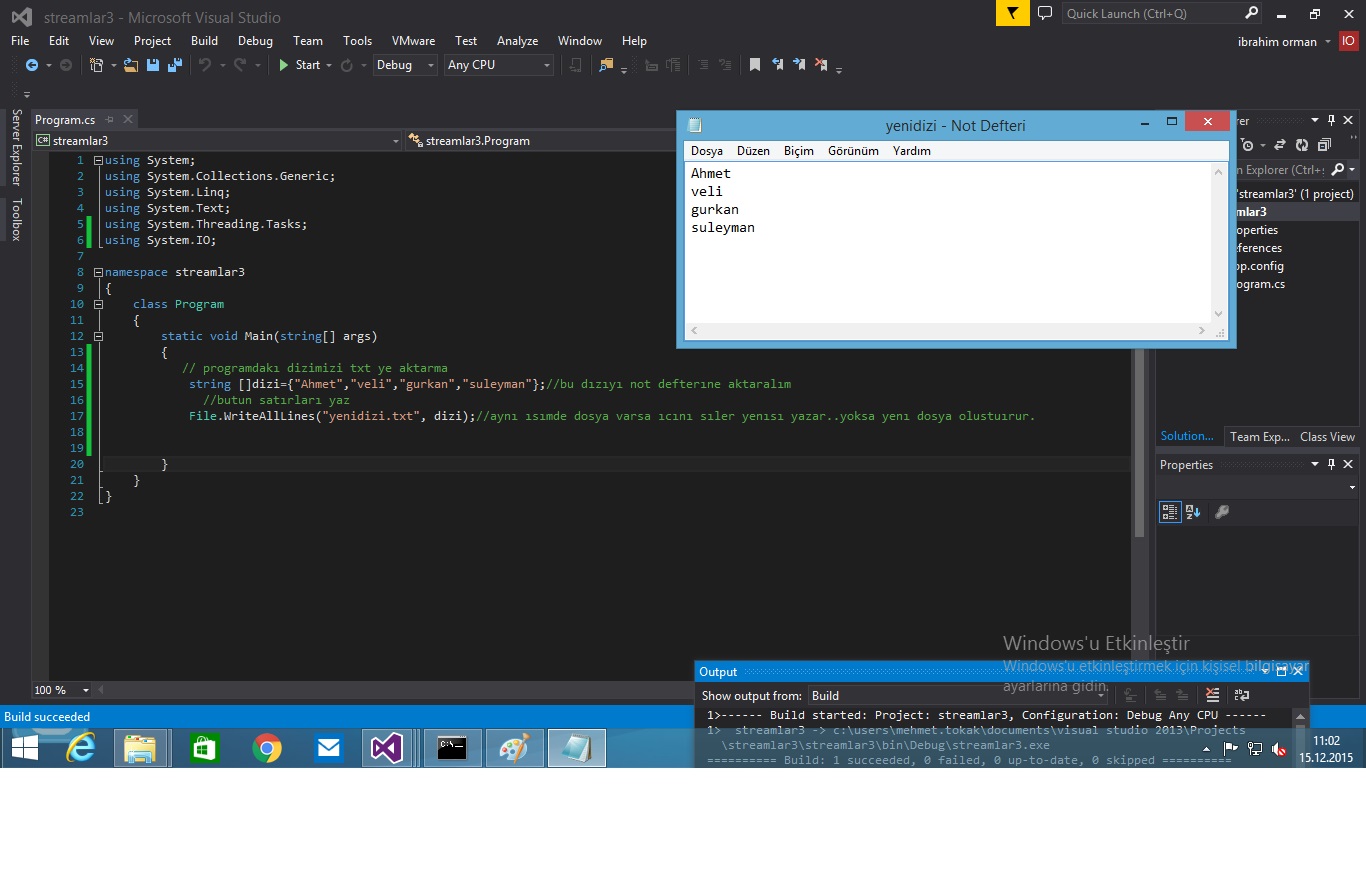 streamlar3 - Microsoft Visual Studio
Quick Launch (Ctrl+Q)
File Edit View Project Build Debug Team Tools VMware Test Analyze Window Help
ibrahim orman IO
Start Debug Any CPU
Server Explorer
Toolbox
Program.cs
streamlar3
streamlar3.Program
1 using System;
2 using System.Collections.Generic;
3 using System.Linq;
4 using System.Text;
5 using System.Threading.Tasks;
6 using System.IO;
7
8 namespace streamlar3
9 {
10 class Program
11 {
12 static void Main(string[] args)
13 {
14 // programdakı dizimizi txt ye aktarma
15 string []dizi={"Ahmet","veli","gurkan","suleyman"};//bu dızıyı not defterıne aktaralım
16 //butun satırları yaz
17 File.WriteAllLines("yenidizi.txt", dizi);//aynı ısımde dosya varsa ıcını sıler yenısı yazar..yoksa yenı dosya olustuırur.
18
19
20 }
21 }
22 }
23
100 %
yenidizi - Not Defteri
Dosya Düzen Biçim Görünüm Yardım
Ahmet
veli
gurkan
suleyman
rer
n Explorer (Ctrl+;
'streamlar3' (1 project)
mlar3
operties
eferences
pp.config
ogram.cs
Solution... Team Exp... Class View
Properties
Windows'u Etkinleştir
Windows'u etkinleştirmek için kişisel bilgisayar
ayarlarına gidin.
Output
Show output from: Build
1>------ Build started: Project: streamlar3, Configuration: Debug Any CPU ------
1> streamlar3 -> c:\users\mehmet.tokak\documents\visual studio 2013\Projects
\streamlar3\streamlar3\bin\Debug\streamlar3.exe
========== Build: 1 succeeded, 0 failed, 0 up-to-date, 0 skipped ==========
Build succeeded
11:02
15.12.2015